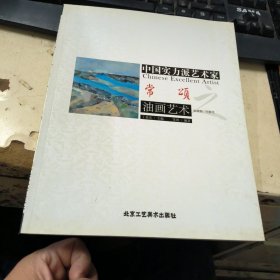 中国实力派艺术家
Chinese Excellent Artist
常颂
之
油画艺术
北京工艺美术出版社